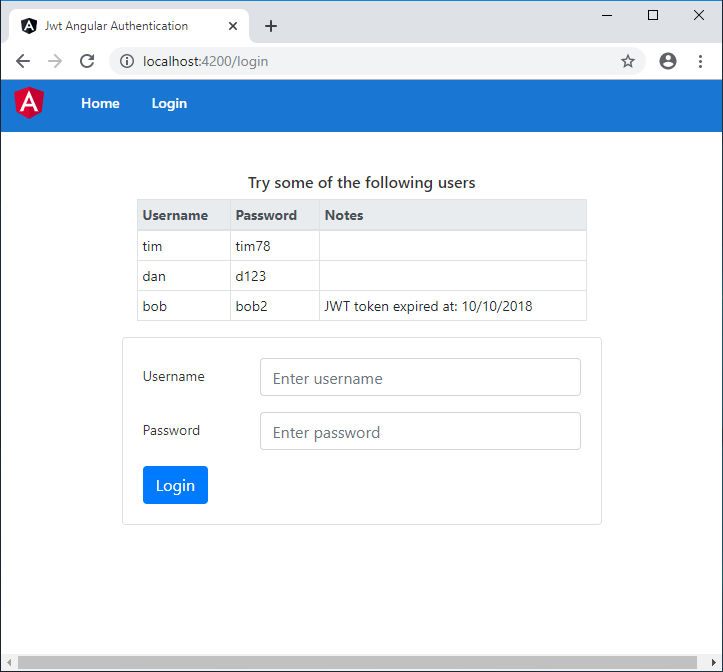 Jwt Angular Authentication
localhost:4200/login
A Home Login
Try some of the following users
Username Password Notes
tim tim78
dan d123
bob bob2 JWT token expired at: 10/10/2018
Username Enter username
Password Enter password
Login